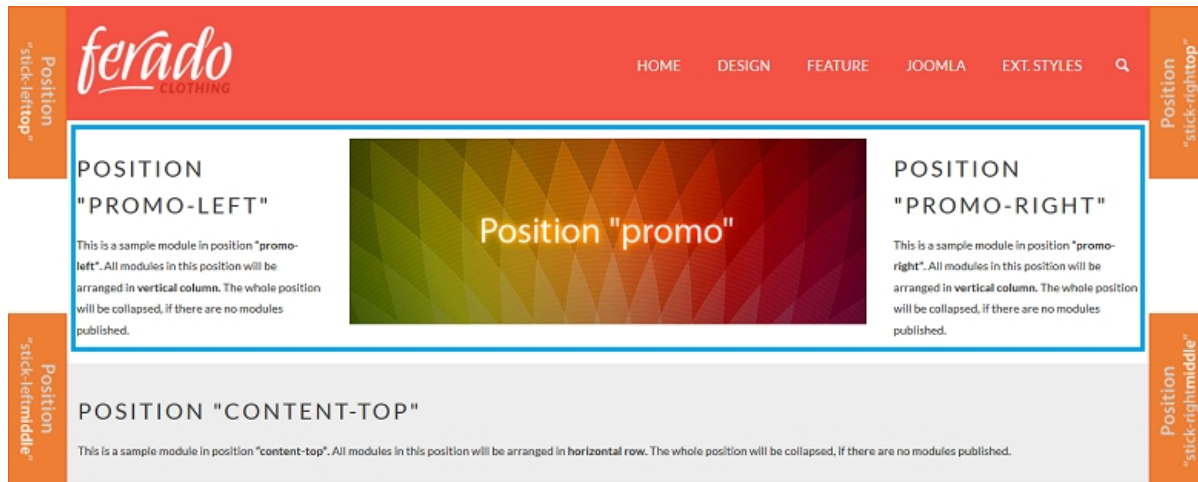 Position
"stick-lefttop"
ferado
CLOTHING
HOME DESIGN FEATURE JOOMLA EXT. STYLES
Position
"stick-righttop"
POSITION
"PROMO-LEFT"
This is a sample module in position "promo-
left". All modules in this position will be
arranged in vertical column. The whole position
will be collapsed, if there are no modules
published.
Position "promo"
POSITION
"PROMO-RIGHT"
This is a sample module in position "promo-
right". All modules in this position will be
arranged in vertical column. The whole position
will be collapsed, if there are no modules
published.
Position
"stick-leftmiddle"
Position
"stick-rightmiddle"
POSITION "CONTENT-TOP"
This is a sample module in position "content-top". All modules in this position will be arranged in horizontal row. The whole position will be collapsed, if there are no modules published.